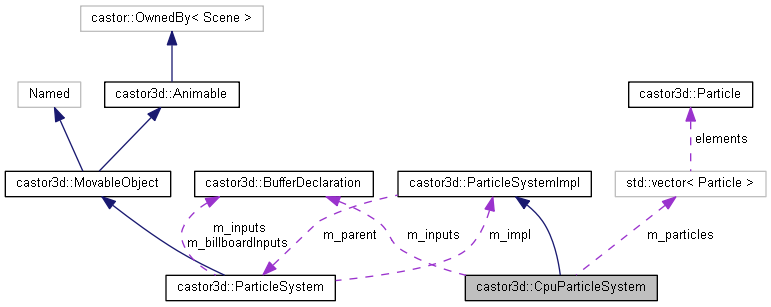 castor::OwnedBy< Scene >
Named
castor3d::Animable
castor3d::Particle
elements
castor3d::MovableObject
castor3d::BufferDeclaration
castor3d::ParticleSystemImpl
std::vector< Particle >
m_inputs
m_billboardInputs
m_parent
m_inputs
m_impl
m_particles
castor3d::ParticleSystem
castor3d::CpuParticleSystem